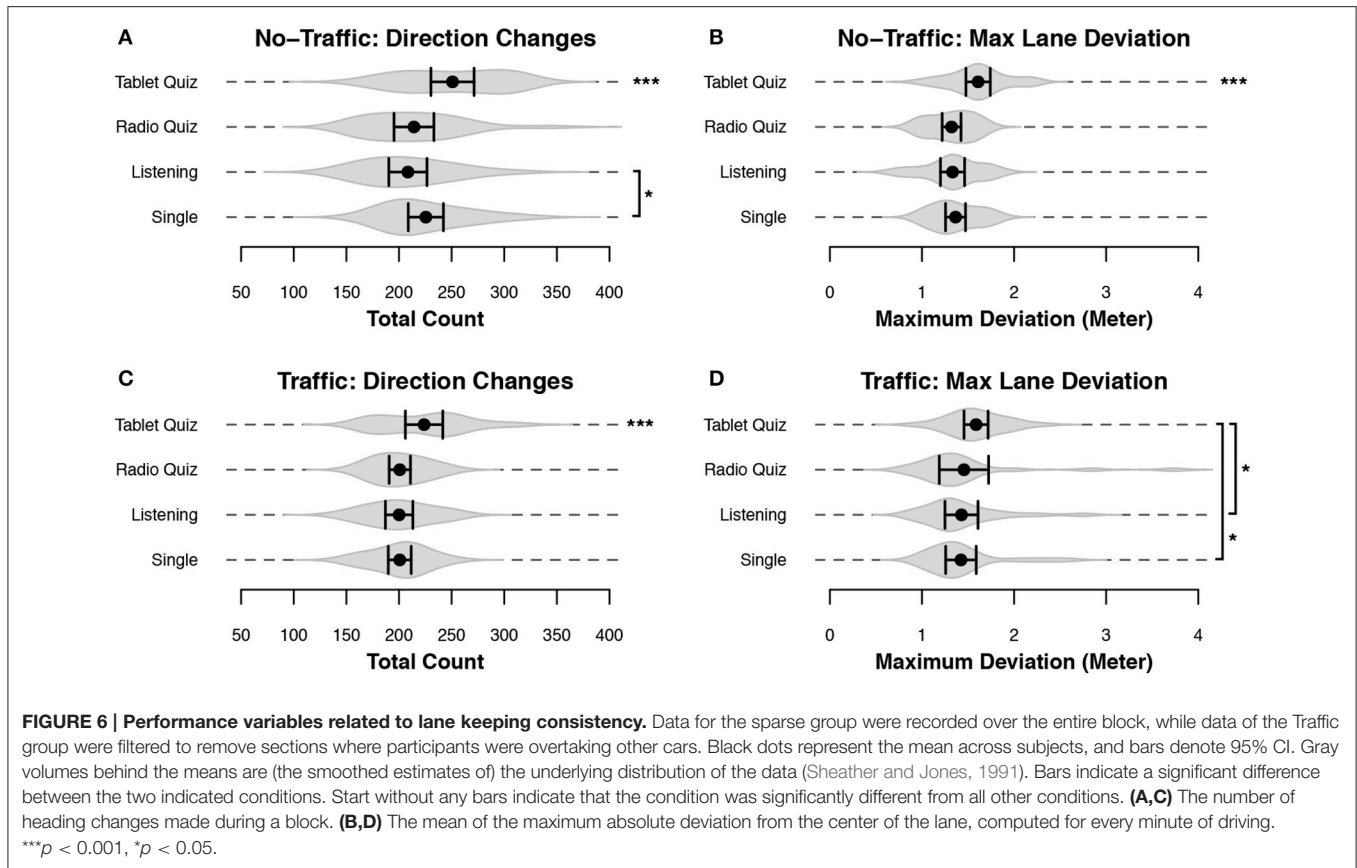 A
No–Traffic: Direction Changes
Tablet Quiz
***
Radio Quiz
Listening
*
Single
50 100 150 200 250 300 350 400
Total Count
B
No–Traffic: Max Lane Deviation
Tablet Quiz
***
Radio Quiz
Listening
Single
0 1 2 3 4
Maximum Deviation (Meter)
C
Traffic: Direction Changes
Tablet Quiz
***
Radio Quiz
Listening
Single
50 100 150 200 250 300 350 400
Total Count
D
Traffic: Max Lane Deviation
Tablet Quiz
Radio Quiz
*
Listening
*
Single
0 1 2 3 4
Maximum Deviation (Meter)
FIGURE 6 | Performance variables related to lane keeping consistency. Data for the sparse group were recorded over the entire block, while data of the Traffic
group were filtered to remove sections where participants were overtaking other cars. Black dots represent the mean across subjects, and bars denote 95% CI. Gray
volumes behind the means are (the smoothed estimates of) the underlying distribution of the data (Sheather and Jones, 1991). Bars indicate a significant difference
between the two indicated conditions. Start without any bars indicate that the condition was significantly different from all other conditions. (A,C) The number of
heading changes made during a block. (B,D) The mean of the maximum absolute deviation from the center of the lane, computed for every minute of driving.
***p < 0.001, *p < 0.05.